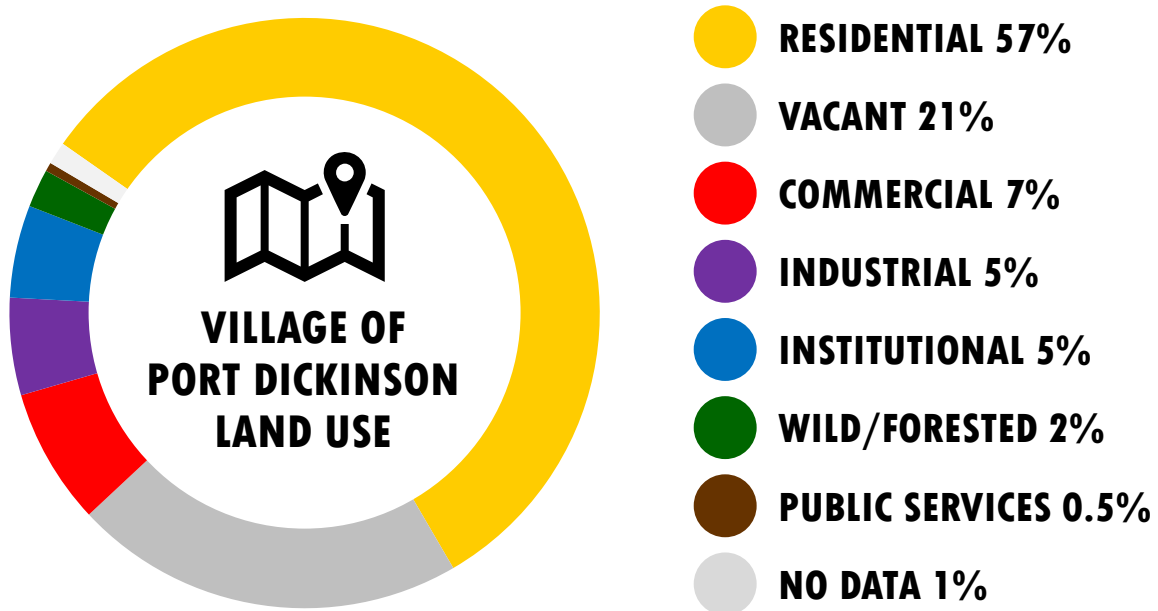 VILLAGE OF
PORT DICKINSON
LAND USE
RESIDENTIAL 57%
VACANT 21%
COMMERCIAL 7%
INDUSTRIAL 5%
INSTITUTIONAL 5%
WILD/FORESTED 2%
PUBLIC SERVICES 0.5%
NO DATA 1%